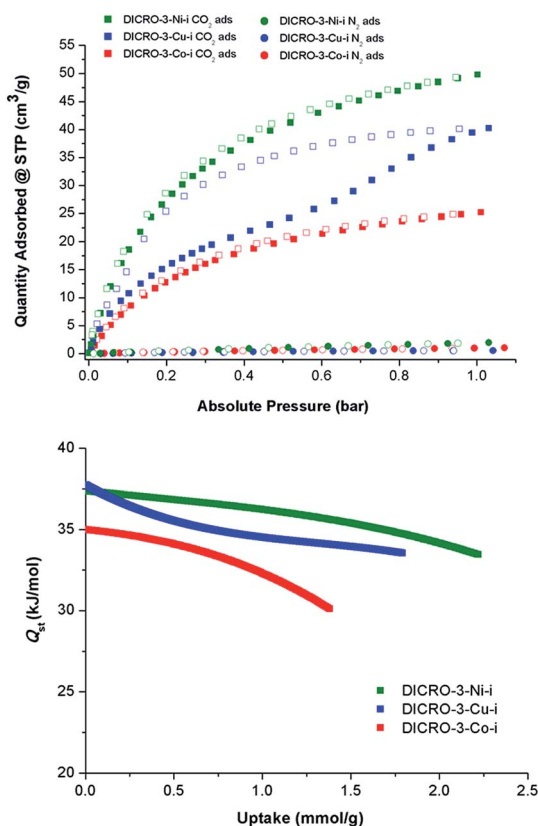 DICRO-3-Ni-i CO₂ ads DICRO-3-Ni-i N₂ ads
DICRO-3-Cu-i CO₂ ads DICRO-3-Cu-i N₂ ads
DICRO-3-Co-i CO₂ ads DICRO-3-Co-i N₂ ads
Quantity Adsorbed @ STP (cm³/g)
55
50
45
40
35
30
25
20
15
10
5
0
0.0 0.2 0.4 0.6 0.8 1.0
Absolute Pressure (bar)
40
35
30
25
20
Qst (kJ/mol)
DICRO-3-Ni-i
DICRO-3-Cu-i
DICRO-3-Co-i
0.0 0.5 1.0 1.5 2.0 2.5
Uptake (mmol/g)